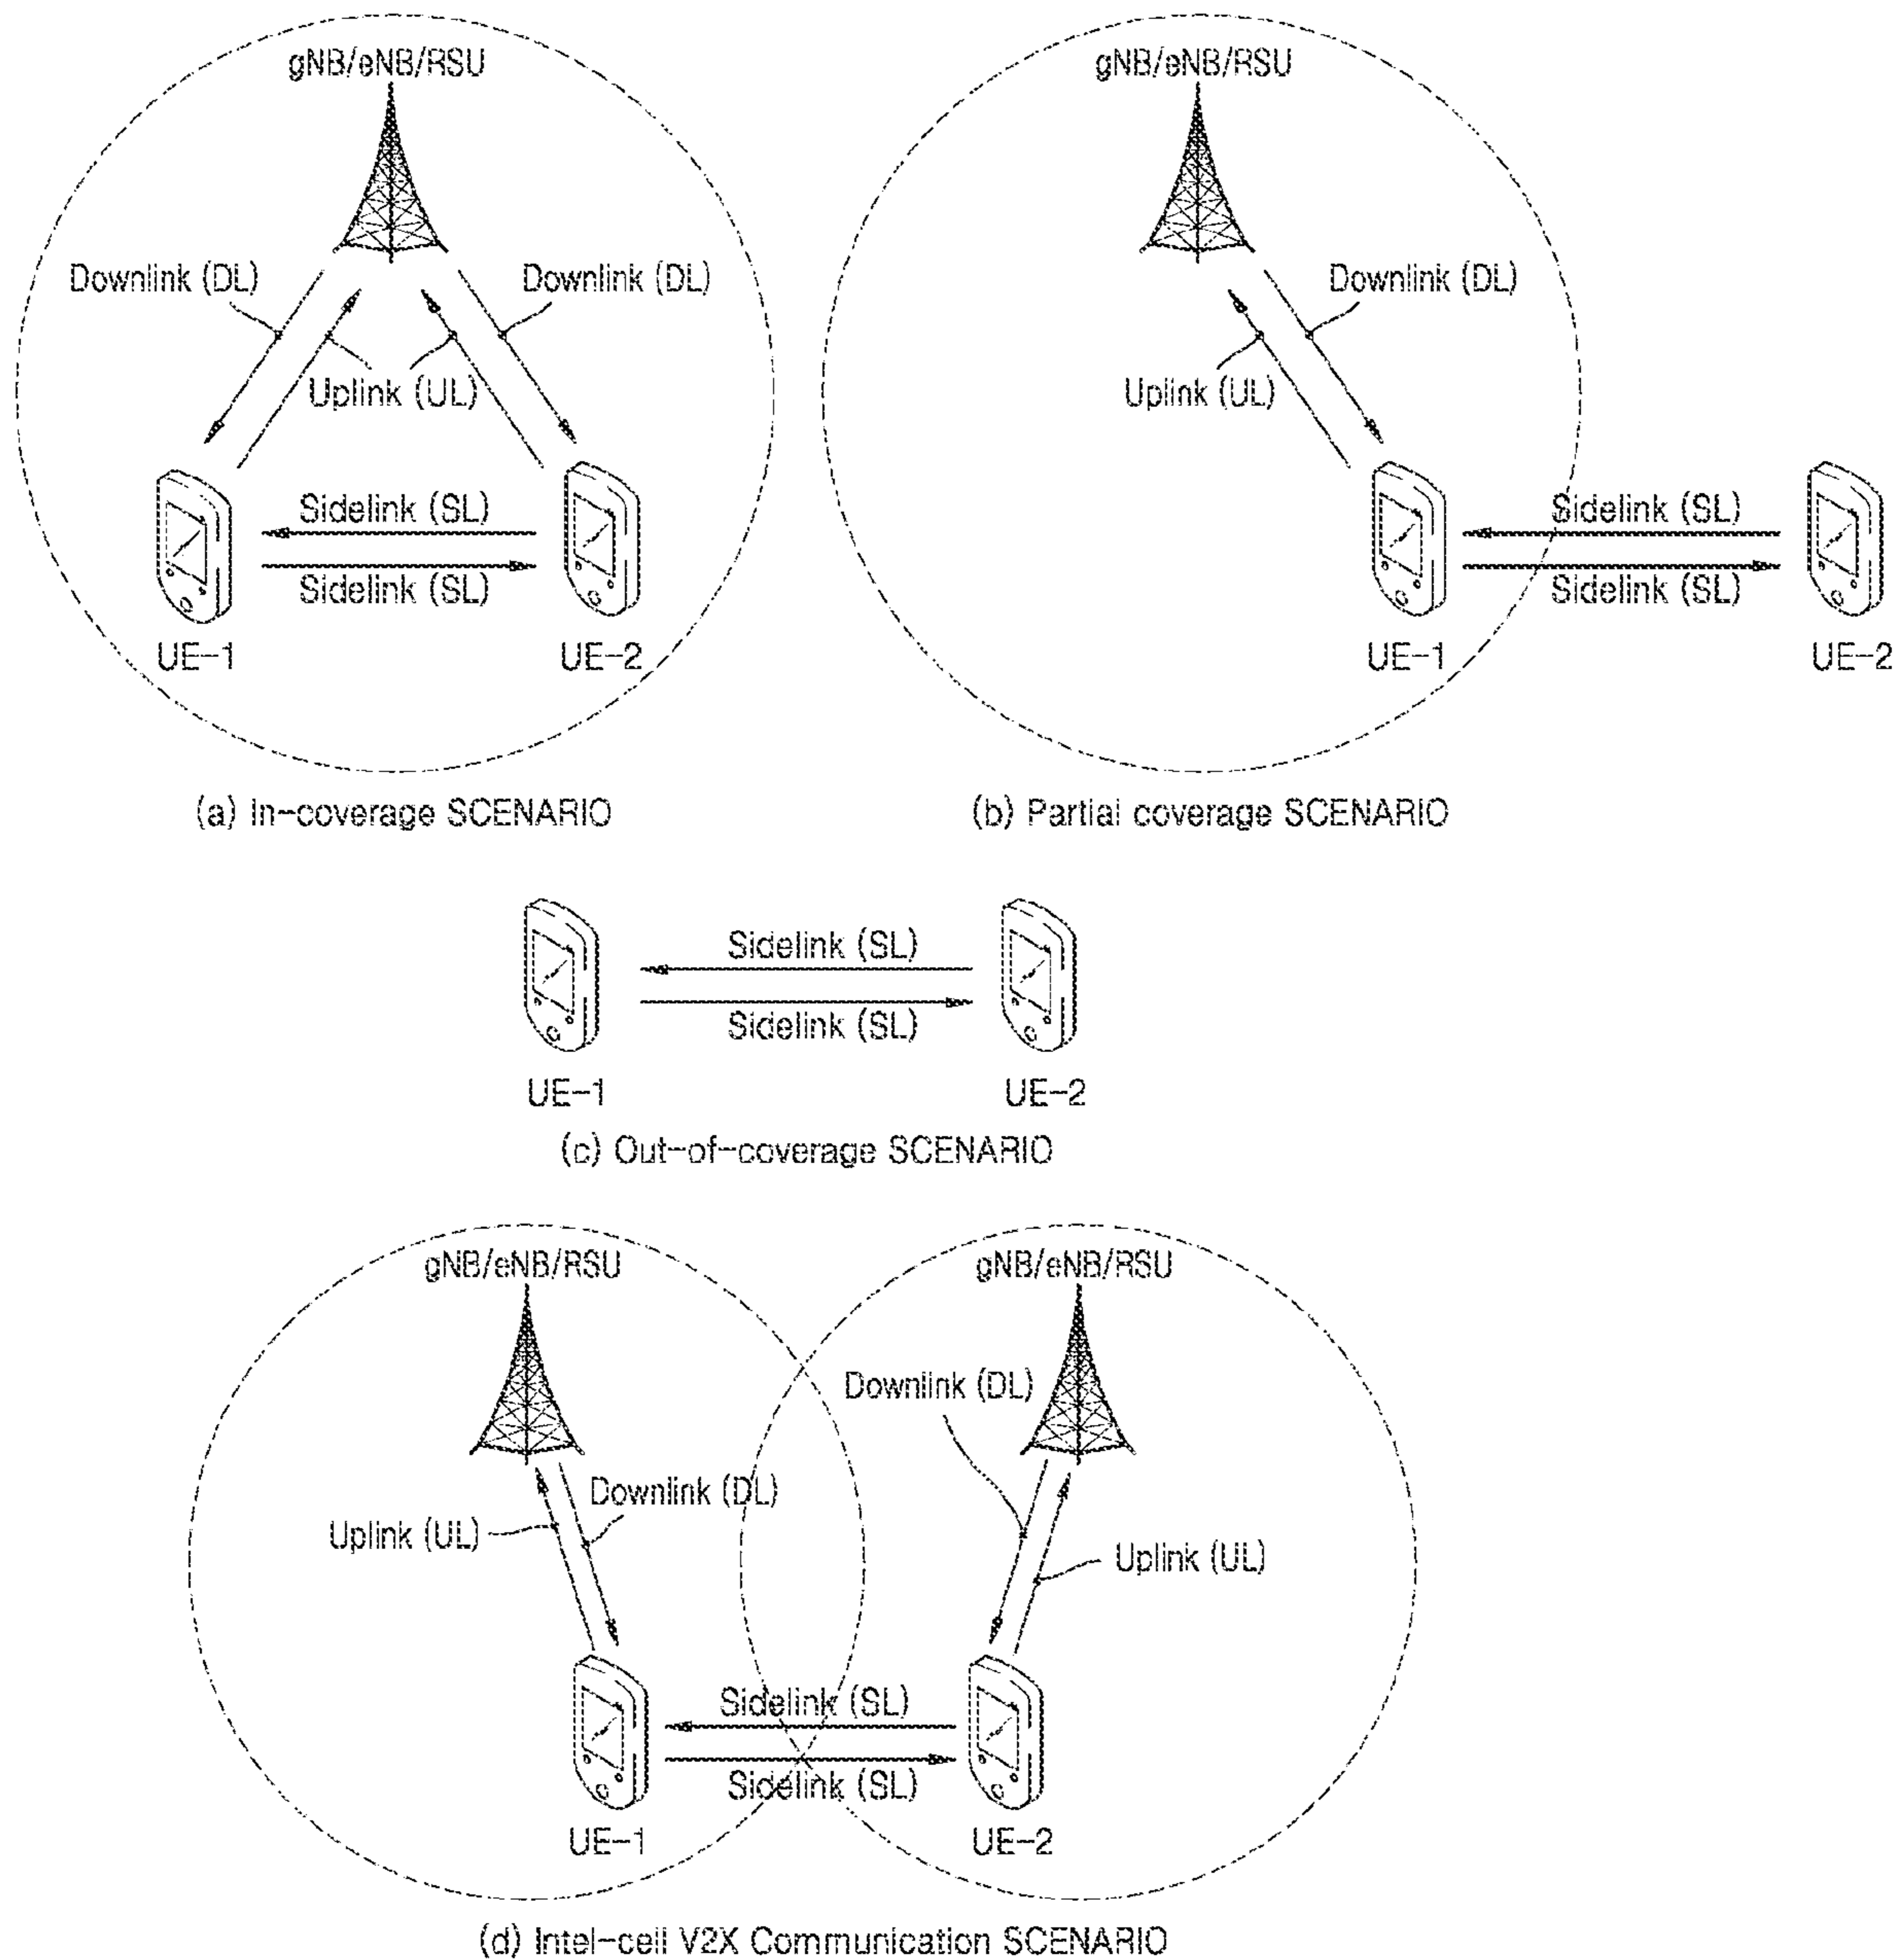 gNB/eNB/RSU
gNB/eNB/RSU
Downlink (DL)
Downlink (DL)
Downlink (DL)
Uplink (UL)
Uplink (UL)
Sidelink (SL)
Sidelink (SL)
Sidelink (SL)
Sidelink (SL)
UE-1
UE-2
UE-1
UE-2
(a) In-coverage SCENARIO
(b) Partial coverage SCENARIO
Sidelink (SL)
Sidelink (SL)
UE-1
UE-2
(c) Out-of-coverage SCENARIO
gNB/eNB/RSU
gNB/eNB/RSU
Downlink (DL)
Downlink (DL)
Uplink (UL)
Uplink (UL)
Sidelink (SL)
Sidelink (SL)
UE-1
UE-2
(d) Intel-cell V2X Communication SCENARIO